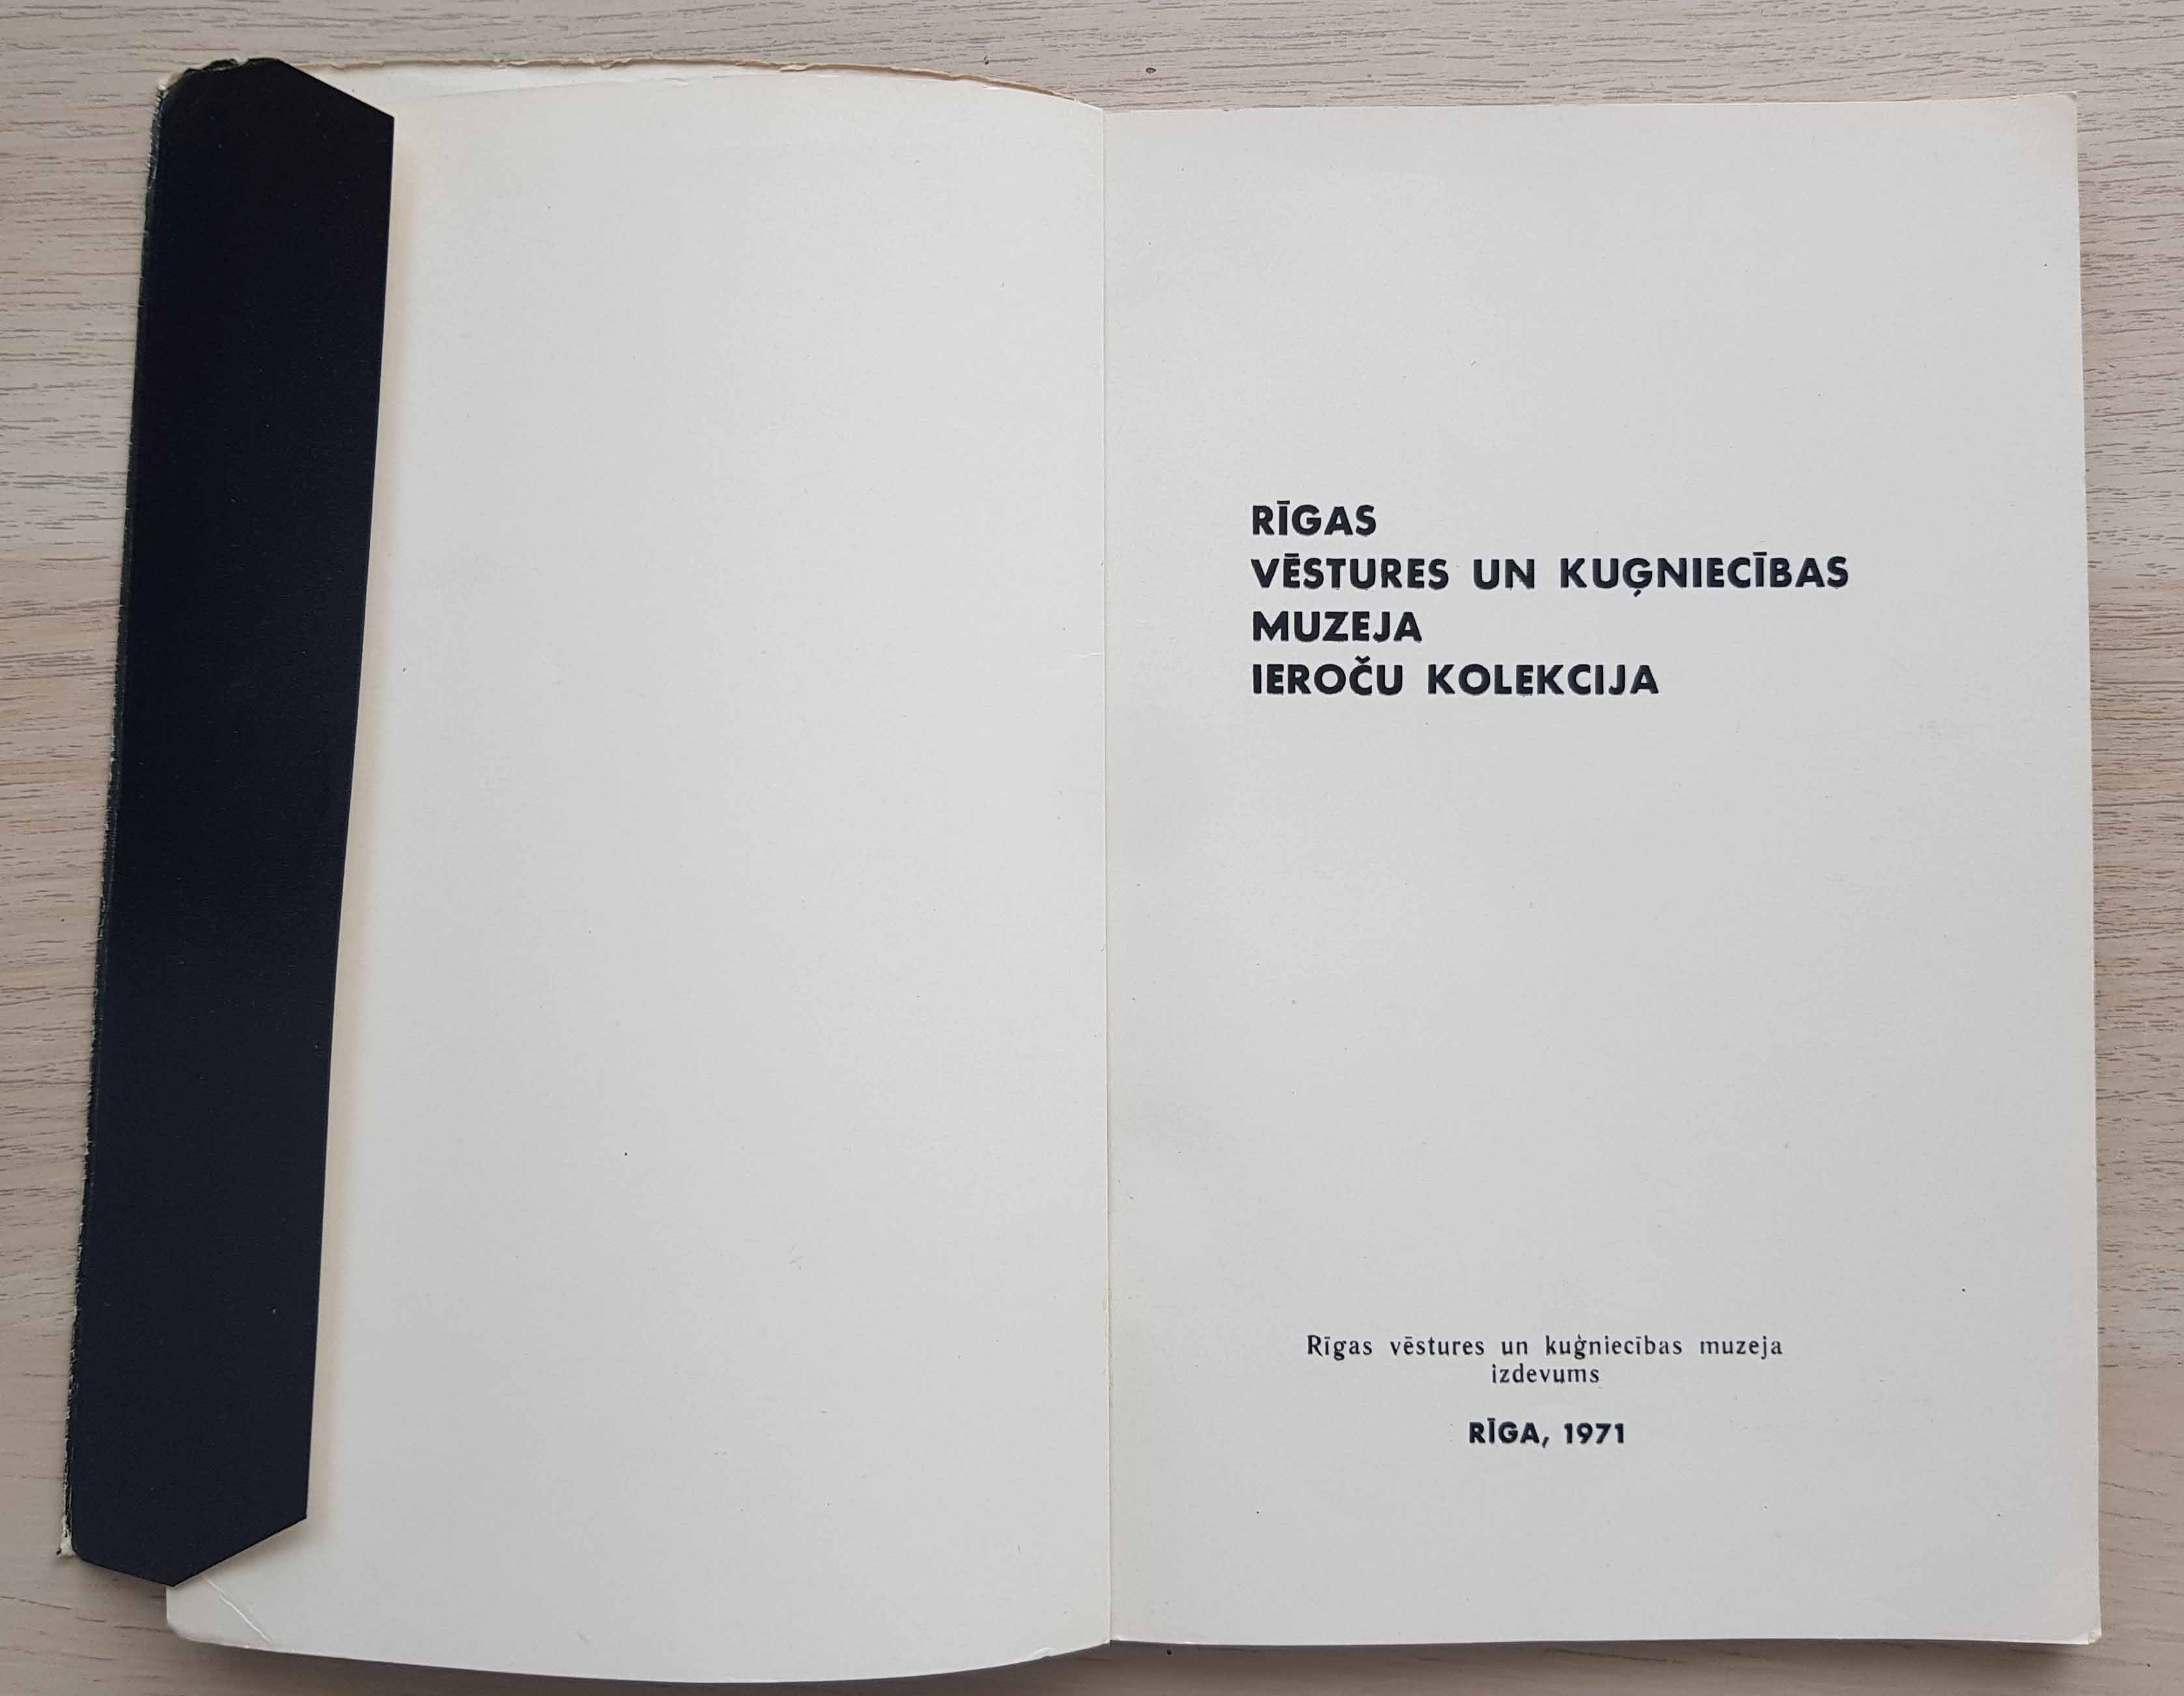 RĪGAS
VĒSTURES UN KUĢNIECĪBAS
MUZEJA
IEROČU KOLEKCIJA
Rīgas vēstures un kuģniecības muzeja
izdevums
RĪGA, 1971